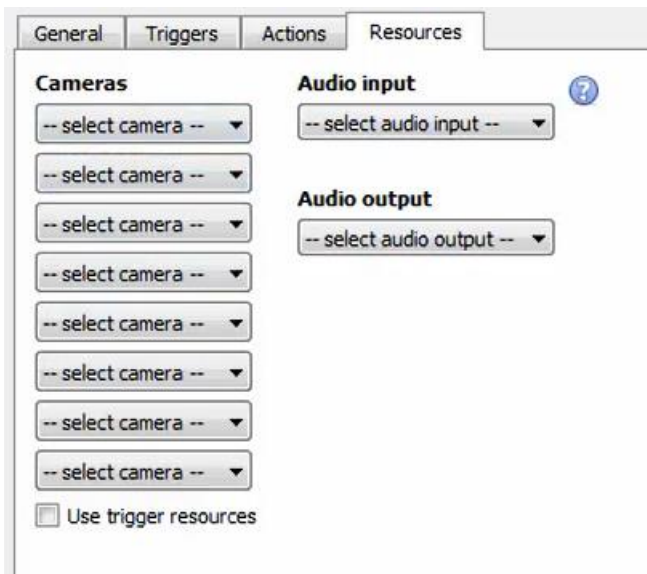 General Triggers Actions Resources
Cameras
-- select camera --
-- select camera --
-- select camera --
-- select camera --
-- select camera --
-- select camera --
-- select camera --
-- select camera --
Use trigger resources
Audio input
-- select audio input --
Audio output
-- select audio output --
?